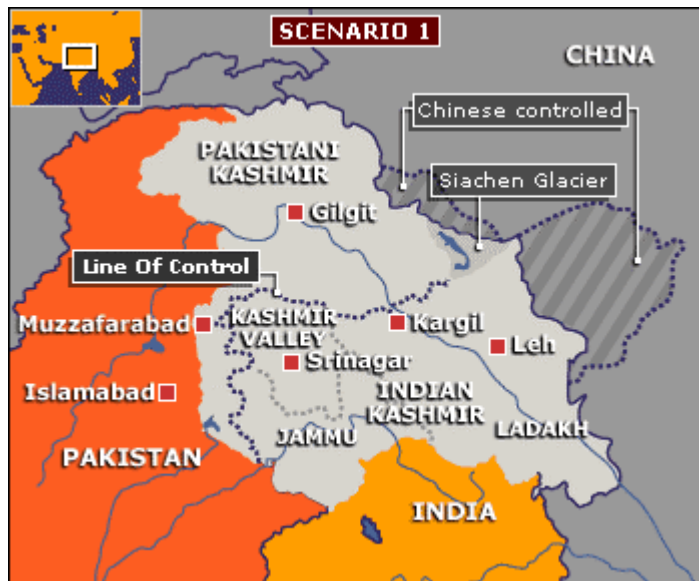 SCENARIO 1
CHINA
Chinese controlled
PAKISTANI
KASHMIR
Siachen Glacier
Gilgit
Line Of Control
Muzzafarabad
KASHMIR
VALLEY
Kargil
Leh
Srinagar
Islamabad
INDIAN
KASHMIR
LADAKH
JAMMU
PAKISTAN
INDIA